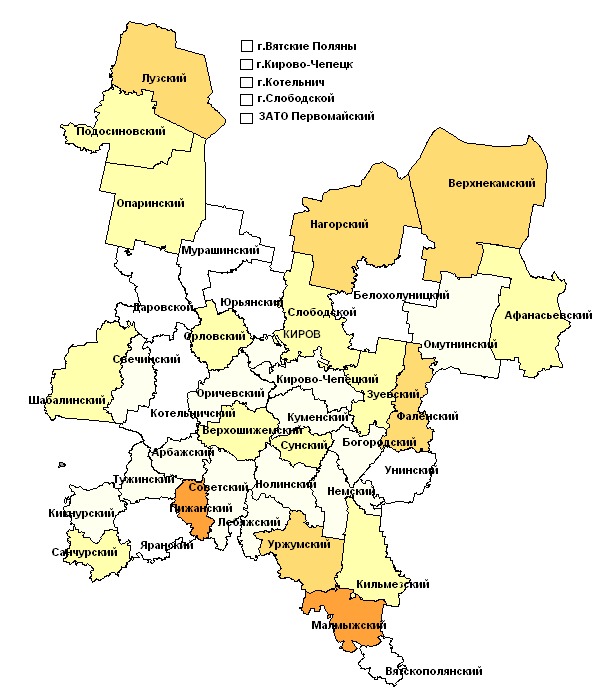 г.Вятские Поляны
г.Кирово-Чепецк
г.Котельнич
г.Слободской
ЗАТО Первомайский
Лузский
Подосиновский
Опаринский
Верхнекамский
Нагорский
Мурашинский
Юрьянский
Белохолуницкий
Даровской
Слободской
Афанасьевский
Орловский
КИРОВ
Омутнинский
Свечинский
Шабалинский
Кирово-Чепецкий
Оричевский
Зуевский
Котельничский
Куменский
Фаленский
Верхошижемский
Сунский
Богородский
Арбажский
Унинский
Тужинский
Советский
Нолинский
Немский
Кикнурский
Пижанский
Лебяжский
Санчурский
Яранский
Уржумский
Кильмезский
Малмыжский
Вятскополянский